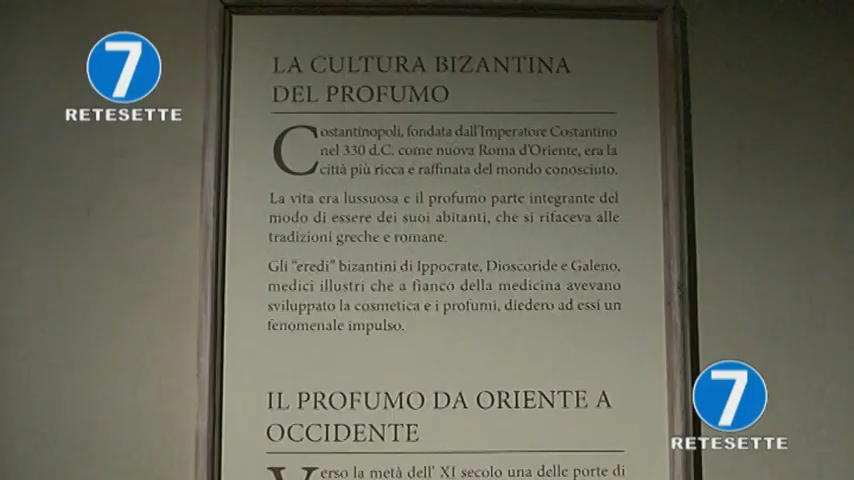 7
RETESETTE
LA CULTURA BIZANTINA
DEL PROFUMO
Costantinopoli, fondata dall'Imperatore Costantino
nel 330 d.C. come nuova Roma d'Oriente, era la
città più ricca e raffinata del mondo conosciuto.
La vita era lussuosa e il profumo parte integrante del
modo di essere dei suoi abitanti, che si rifaceva alle
tradizioni greche e romane.
Gli "eredi" bizantini di Ippocrate, Dioscoride e Galeno,
medici illustri che a fianco della medicina avevano
sviluppato la cosmetica e i profumi, diedero ad essi un
fenomenale impulso.
IL PROFUMO DA ORIENTE A
OCCIDENTE
Verso la metà dell' XI secolo una delle porte di
7
RETESETTE